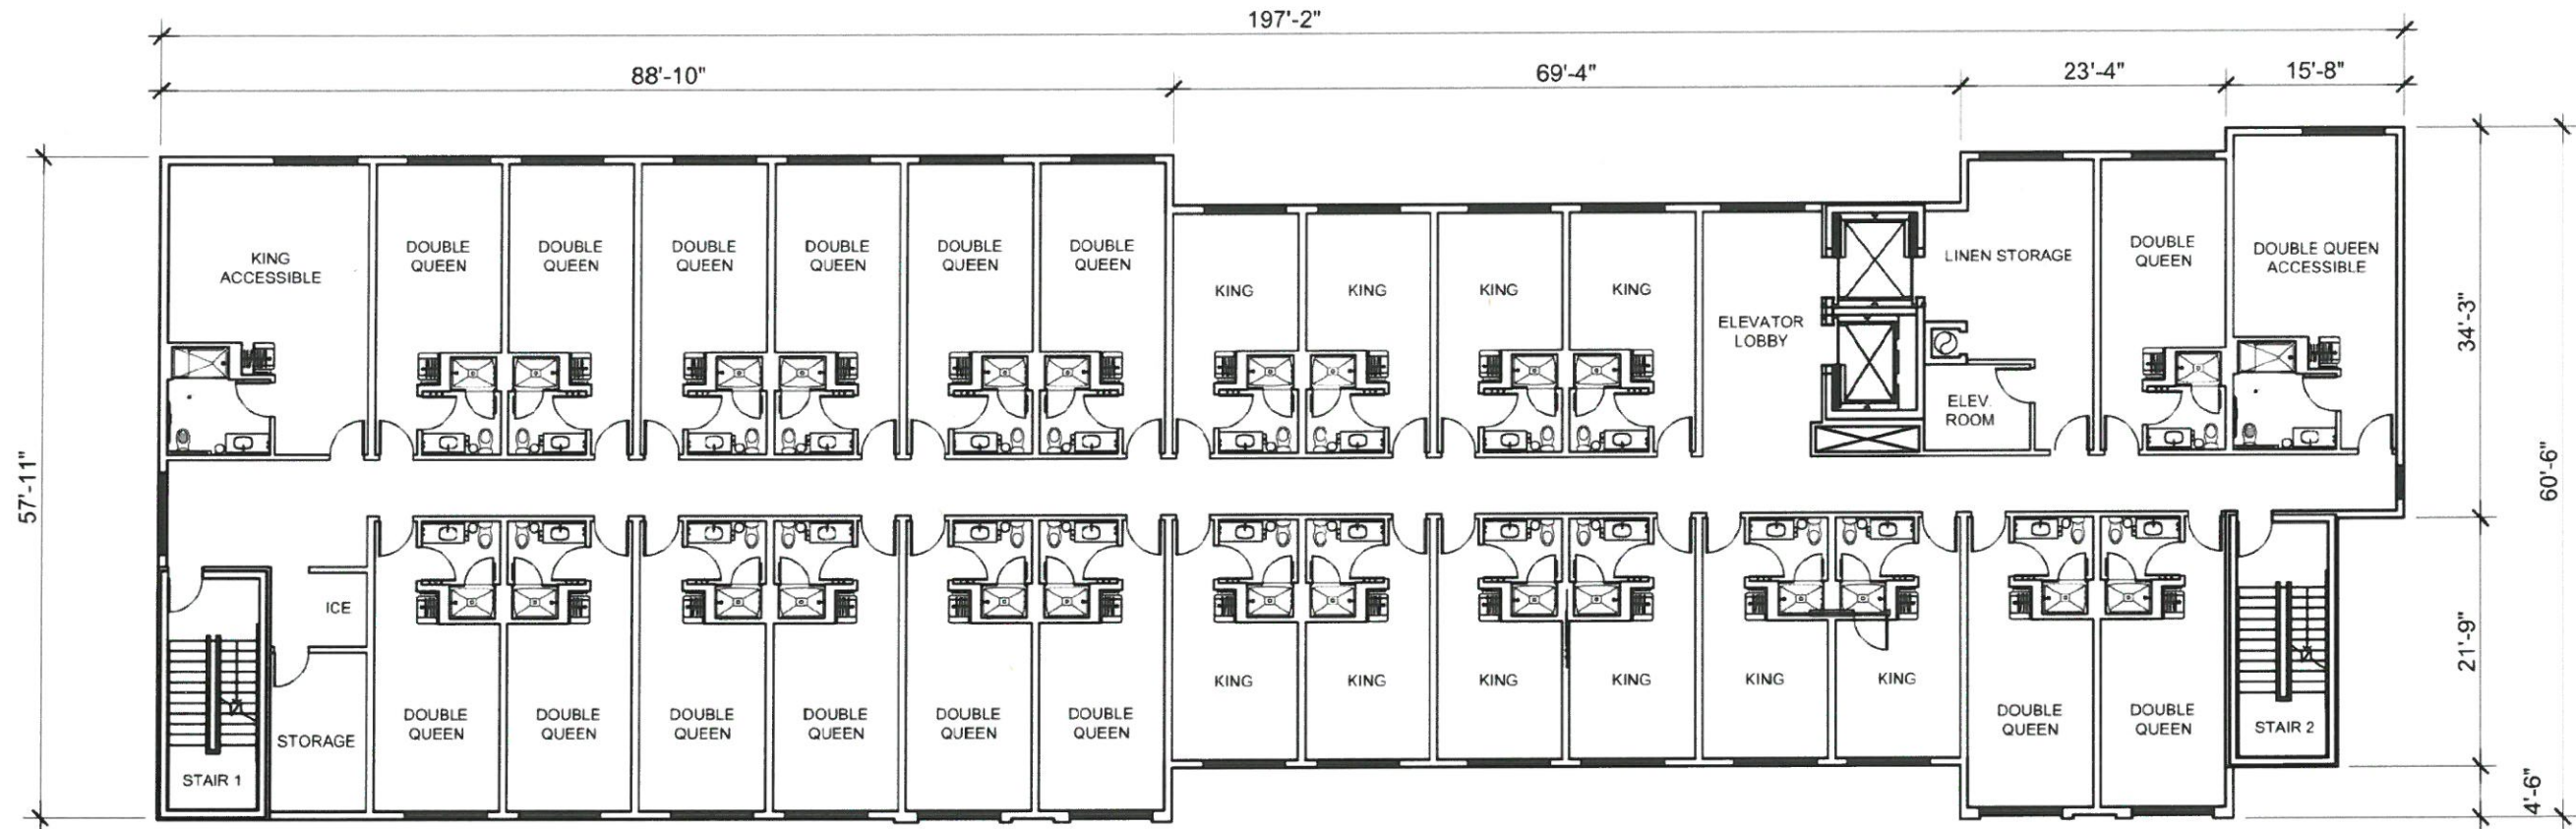 197'-2"
88'-10"
69'-4"
23'-4"
15'-8"
57'-11"
34'-3"
60'-6"
21'-9"
4'-6"
KING
ACCESSIBLE
DOUBLE
QUEEN
DOUBLE
QUEEN
DOUBLE
QUEEN
DOUBLE
QUEEN
DOUBLE
QUEEN
DOUBLE
QUEEN
KING
KING
KING
KING
ELEVATOR
LOBBY
LINEN STORAGE
ELEV.
ROOM
DOUBLE
QUEEN
DOUBLE QUEEN
ACCESSIBLE
ICE
STORAGE
STAIR 1
DOUBLE
QUEEN
DOUBLE
QUEEN
DOUBLE
QUEEN
DOUBLE
QUEEN
DOUBLE
QUEEN
DOUBLE
QUEEN
KING
KING
KING
KING
KING
KING
DOUBLE
QUEEN
DOUBLE
QUEEN
STAIR 2